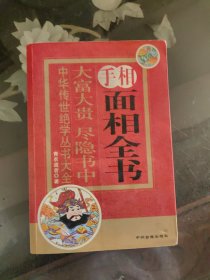 手相
面相全书
大富大贵 尽隐书中
中华传世绝学丛书大全